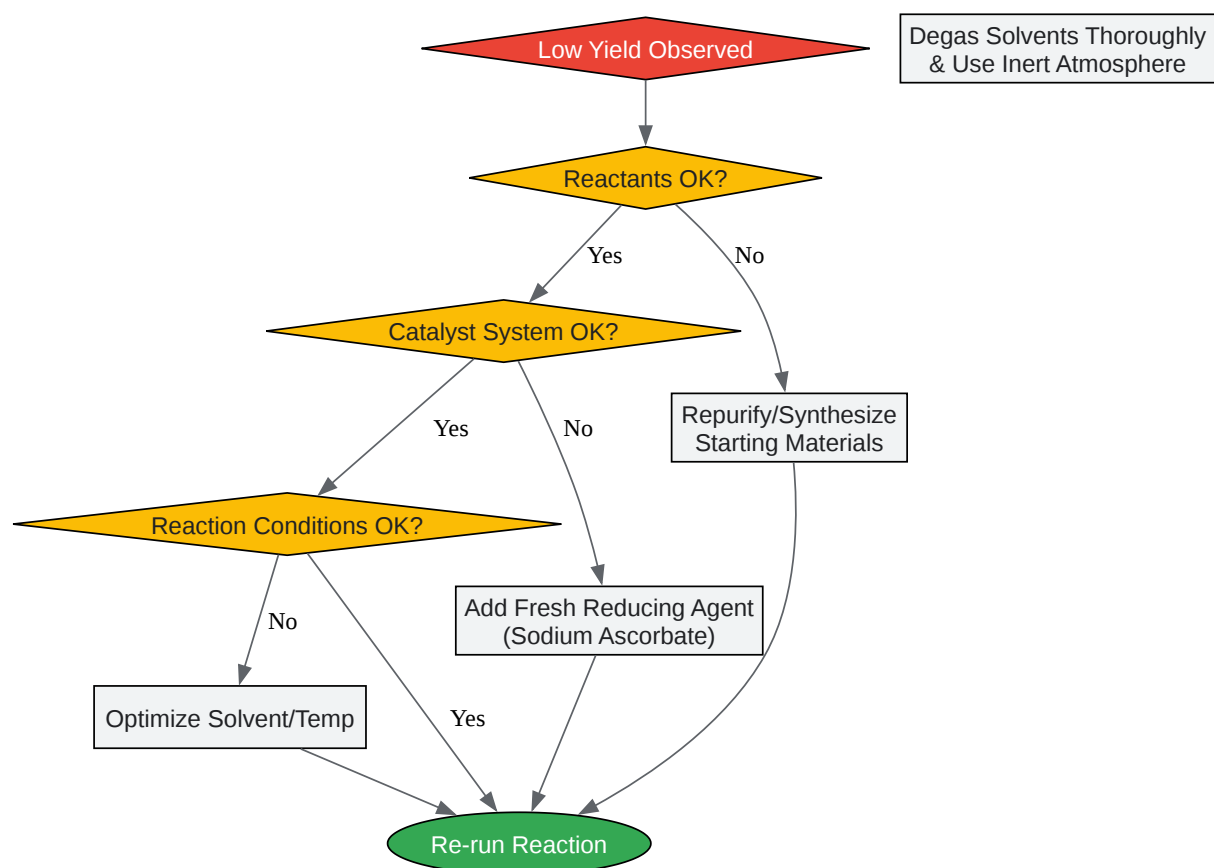 Low Yield Observed
Degas Solvents Thoroughly
& Use Inert Atmosphere
Reactants OK?
Yes
No
Catalyst System OK?
Yes
No
Repurify/Synthesize
Starting Materials
Reaction Conditions OK?
No
Yes
Add Fresh Reducing Agent
(Sodium Ascorbate)
Optimize Solvent/Temp
Re-run Reaction